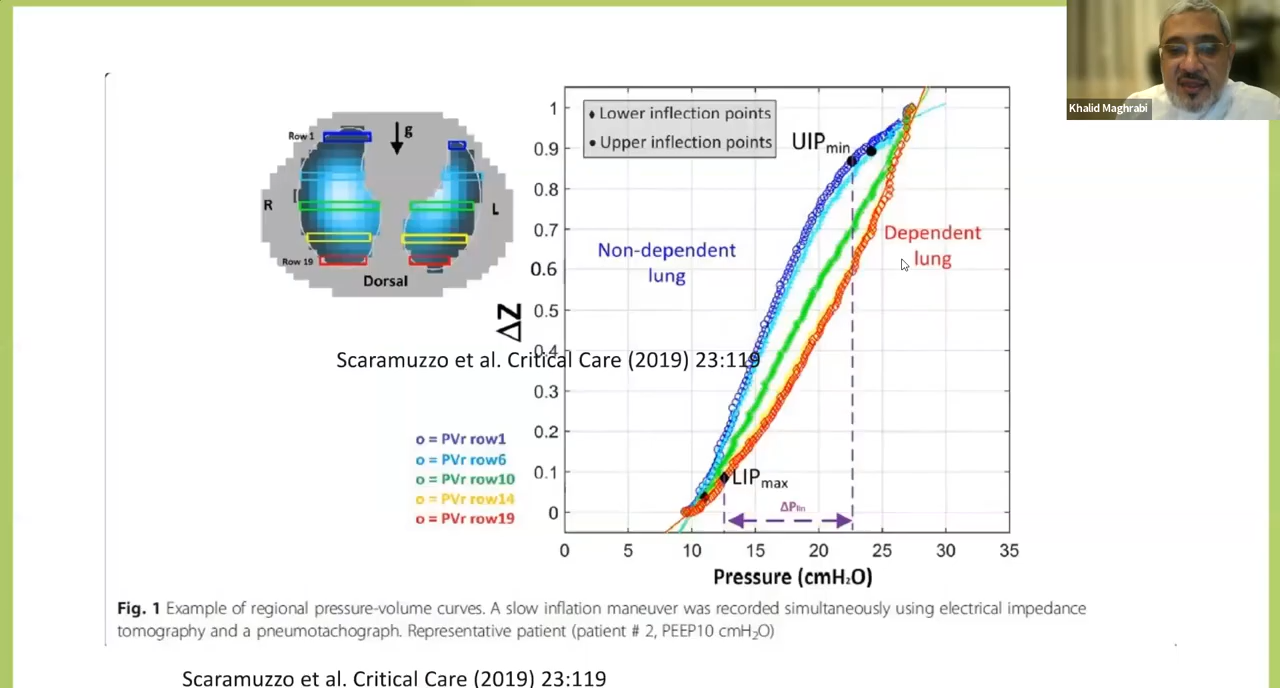 Khalid Maghrabi
Row 1
g
R
L
Row 19
Dorsal
Lower inflection points
Upper inflection points
UIPmin
Non-dependent
lung
Dependent
lung
LIPmax
ΔPlin
ΔZ
1
0.9
0.8
0.7
0.6
0.5
0.4
0.3
0.2
0.1
0
0 5 10 15 20 25 30 35
Pressure (cmH₂O)
Scaramuzzo et al. Critical Care (2019) 23:119
o = PVr row1
o = PVr row6
o = PVr row10
o = PVr row14
o = PVr row19
Fig. 1 Example of regional pressure-volume curves. A slow inflation maneuver was recorded simultaneously using electrical impedance
tomography and a pneumotachograph. Representative patient (patient # 2, PEEP10 cmH₂O)
Scaramuzzo et al. Critical Care (2019) 23:119